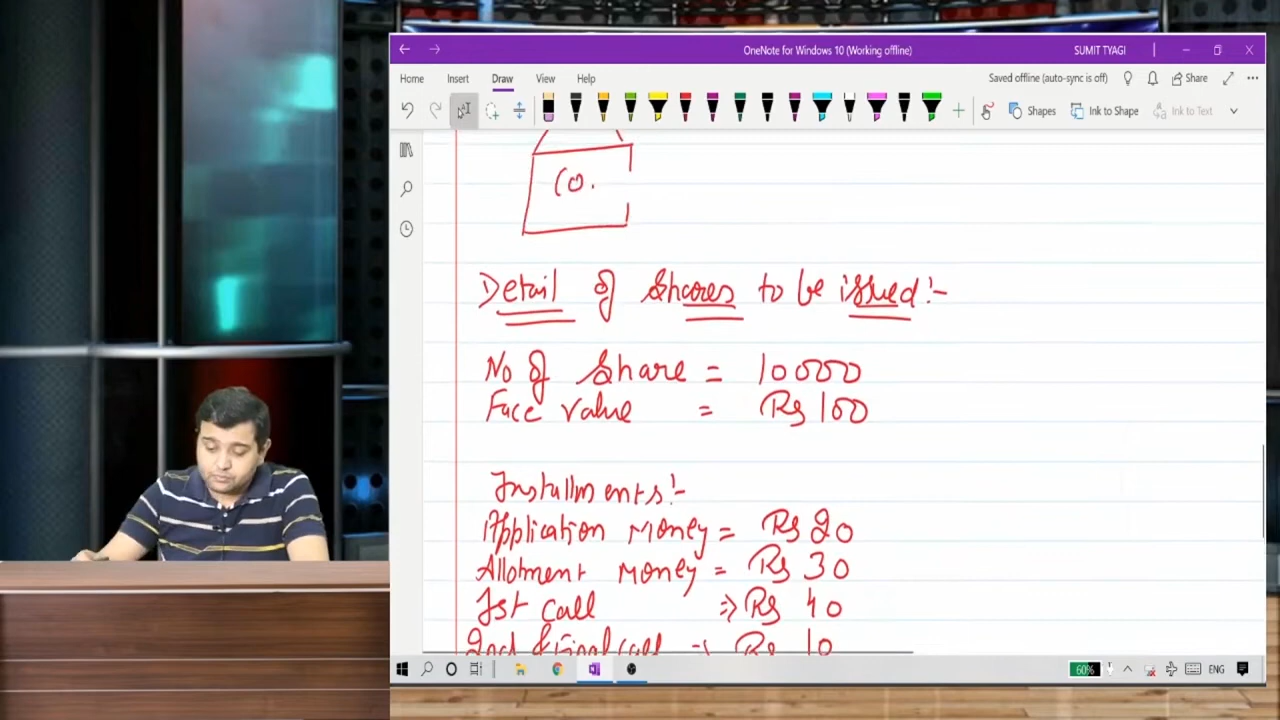 OneNote for Windows 10 (Working offline)
SUMIT TYAGI
Home Insert Draw View Help
Saved offline (auto-sync is off)
Share
Shapes
Ink to Shape
Ink to Text
Co.
Detail of Shares to be issued:-
No of Share = 10000
Face Value = Rs 100
Installments:-
Application Money = Rs 20
Allotment Money = Rs 30
Ist Call => Rs 40
2nd & Final call -> Rs 10
60%
ENG